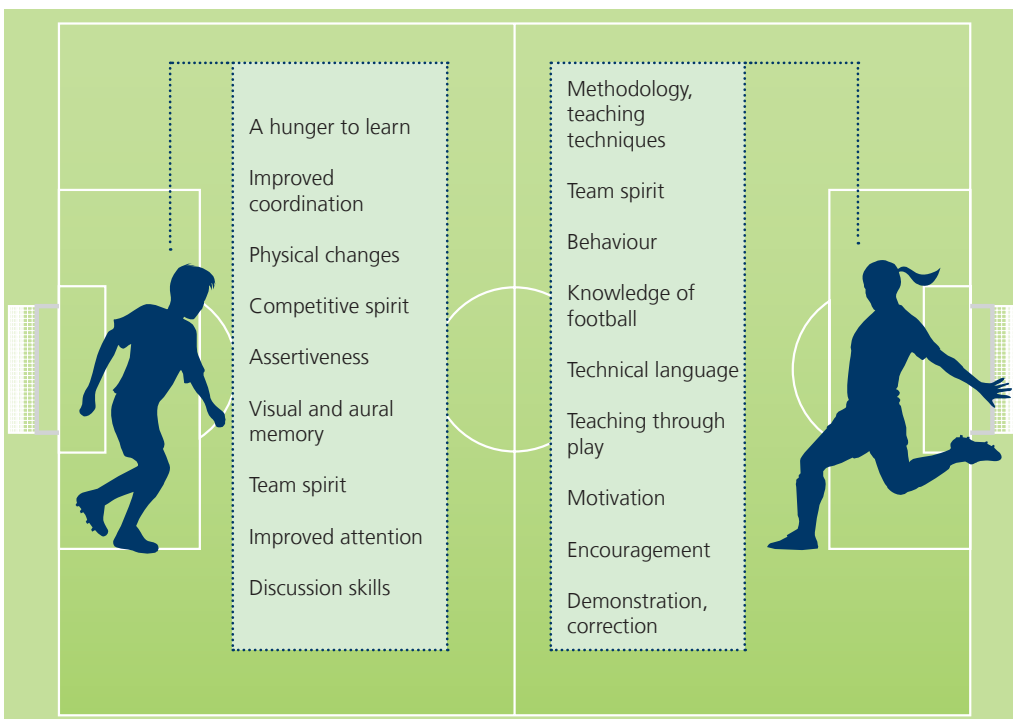 A hunger to learn
Improved
coordination
Physical changes
Competitive spirit
Assertiveness
Visual and aural
memory
Team spirit
Improved attention
Discussion skills
Methodology,
teaching
techniques
Team spirit
Behaviour
Knowledge of
football
Technical language
Teaching through
play
Motivation
Encouragement
Demonstration,
correction